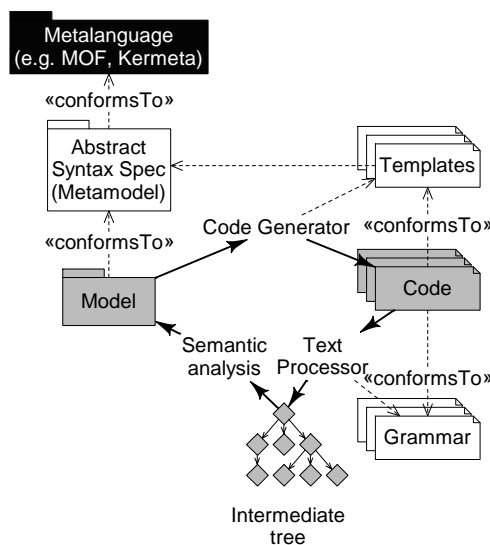 Metalanguage
(e.g. MOF, Kermeta)
«conformsTo»
Abstract
Syntax Spec
(Metamodel)
Templates
«conformsTo»
Code Generator
«conformsTo»
Model
Code
Semantic
analysis
Text
Processor
«conformsTo»
Grammar
Intermediate
tree